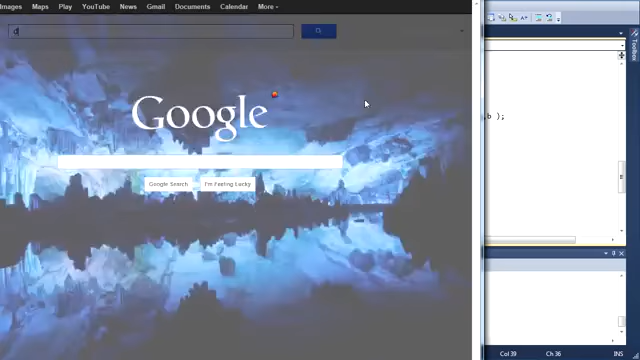 Images Maps Play YouTube News Gmail Documents Calendar More
d
Google
Google Search I'm Feeling Lucky
,b );
Toolbox
Col 39 Ch 36 INS